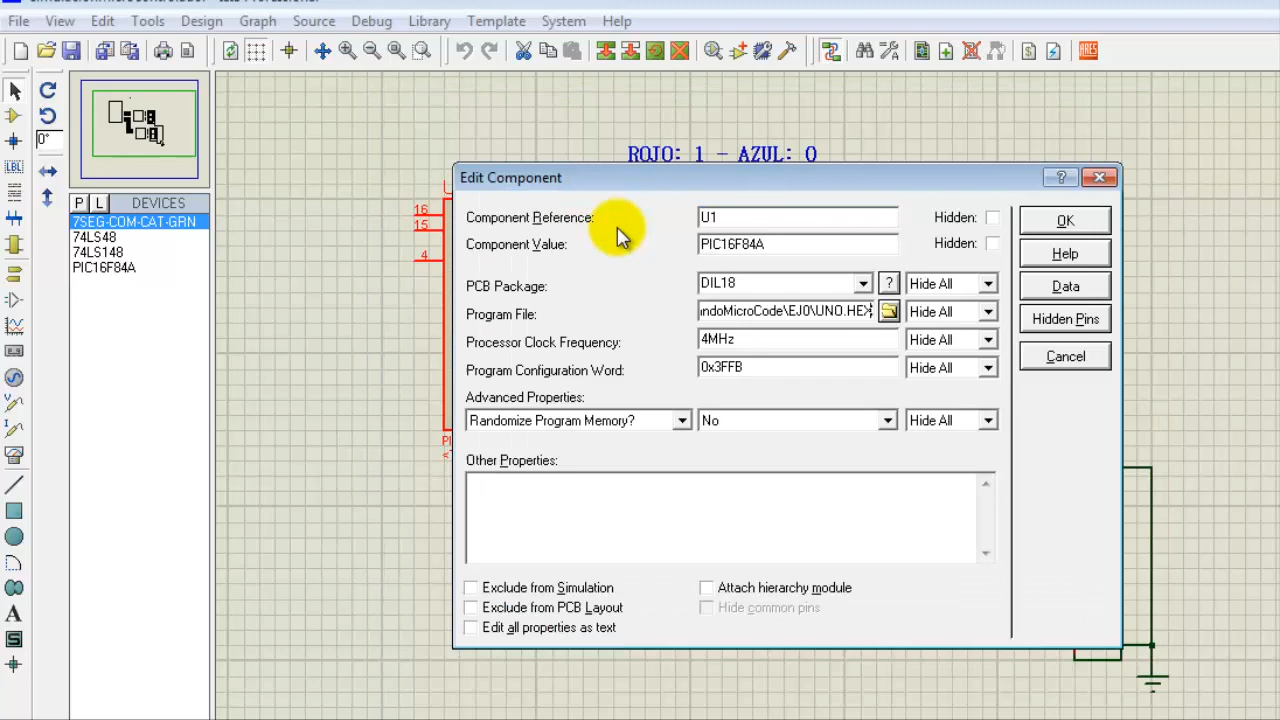 File View Edit Tools Design Graph Source Debug Library Template System Help
ARES
0°
LBL
P L DEVICES
7SEG-COM-CAT-GRN
74LS48
74LS148
PIC16F84A
A
S
ROJO: 1 - AZUL: 0
16
15
4
Edit Component
Component Reference: U1 Hidden:
Component Value: PIC16F84A Hidden:
PCB Package: DIL18 ? Hide All
Program File: ndoMicroCode\EJ0\UNO.HEX Hide All
Processor Clock Frequency: 4MHz Hide All
Program Configuration Word: 0x3FFB Hide All
Advanced Properties:
Randomize Program Memory? No Hide All
Other Properties:
Exclude from Simulation Attach hierarchy module
Exclude from PCB Layout Hide common pins
Edit all properties as text
OK
Help
Data
Hidden Pins
Cancel